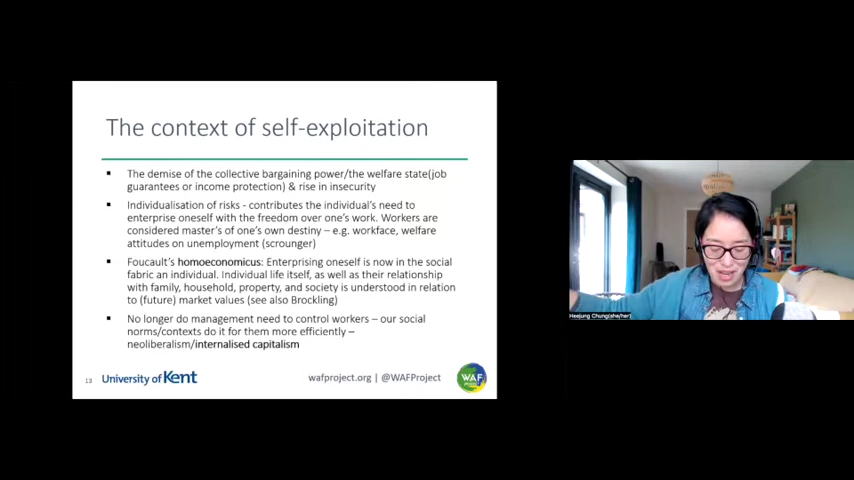 The context of self-exploitation
▪ The demise of the collective bargaining power/the welfare state(job
guarantees or income protection) & rise in insecurity
▪ Individualisation of risks - contributes the individual's need to
enterprise oneself with the freedom over one's work. Workers are
considered master's of one's own destiny – e.g. workface, welfare
attitudes on unemployment (scrounger)
▪ Foucault's homoeconomicus: Enterprising oneself is now in the social
fabric an individual. Individual life itself, as well as their relationship
with family, household, property, and society is understood in relation
to (future) market values (see also Brockling)
▪ No longer do management need to control workers – our social
norms/contexts do it for them more efficiently –
neoliberalism/internalised capitalism
13 University of Kent wafproject.org | @WAFProject WAF
Heejung Chung(she/her)